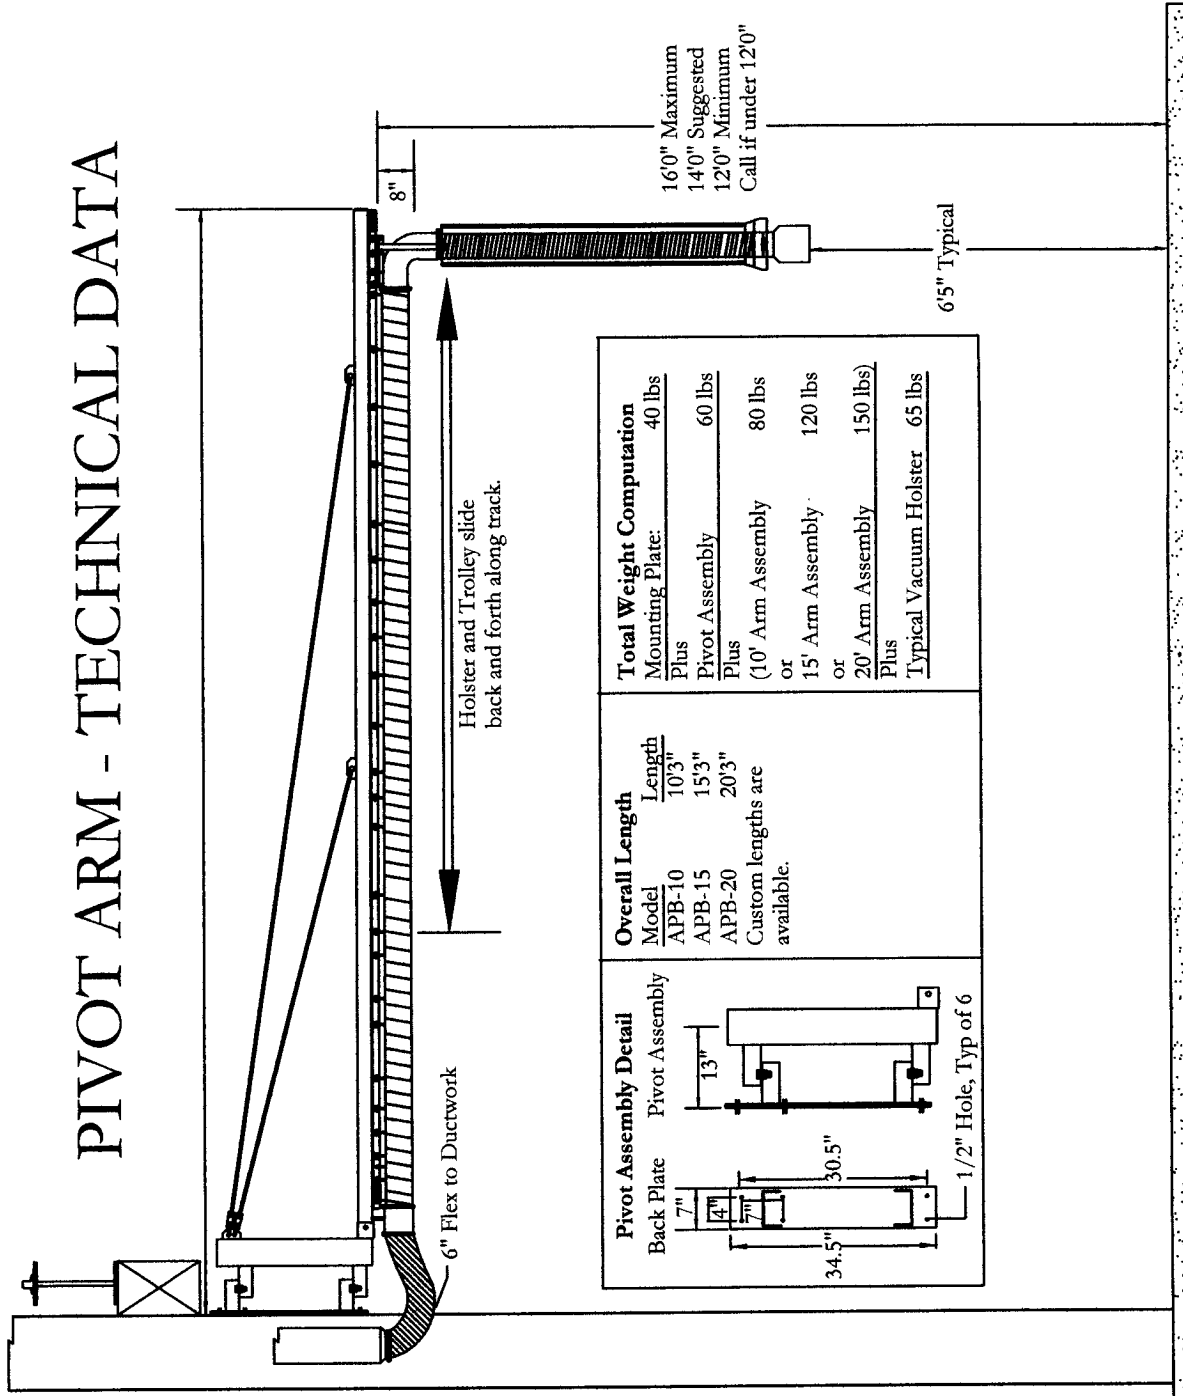 PIVOT ARM - TECHNICAL DATA
8"
16'0" Maximum
14'0" Suggested
12'0" Minimum
Call if under 12'0"
Holster and Trolley slide
back and forth along track.
6" Flex to Ductwork
6'5" Typical
Pivot Assembly Detail
Back Plate
Pivot Assembly
7"
4"
7"
34.5"
30.5"
13"
1/2" Hole, Typ of 6
Overall Length
Model Length
APB-10 10'3"
APB-15 15'3"
APB-20 20'3"
Custom lengths are
available.
Total Weight Computation
Mounting Plate: 40 lbs
Plus
Pivot Assembly 60 lbs
Plus
(10' Arm Assembly 80 lbs
or
15' Arm Assembly 120 lbs
or
20' Arm Assembly 150 lbs)
Plus
Typical Vacuum Holster 65 lbs